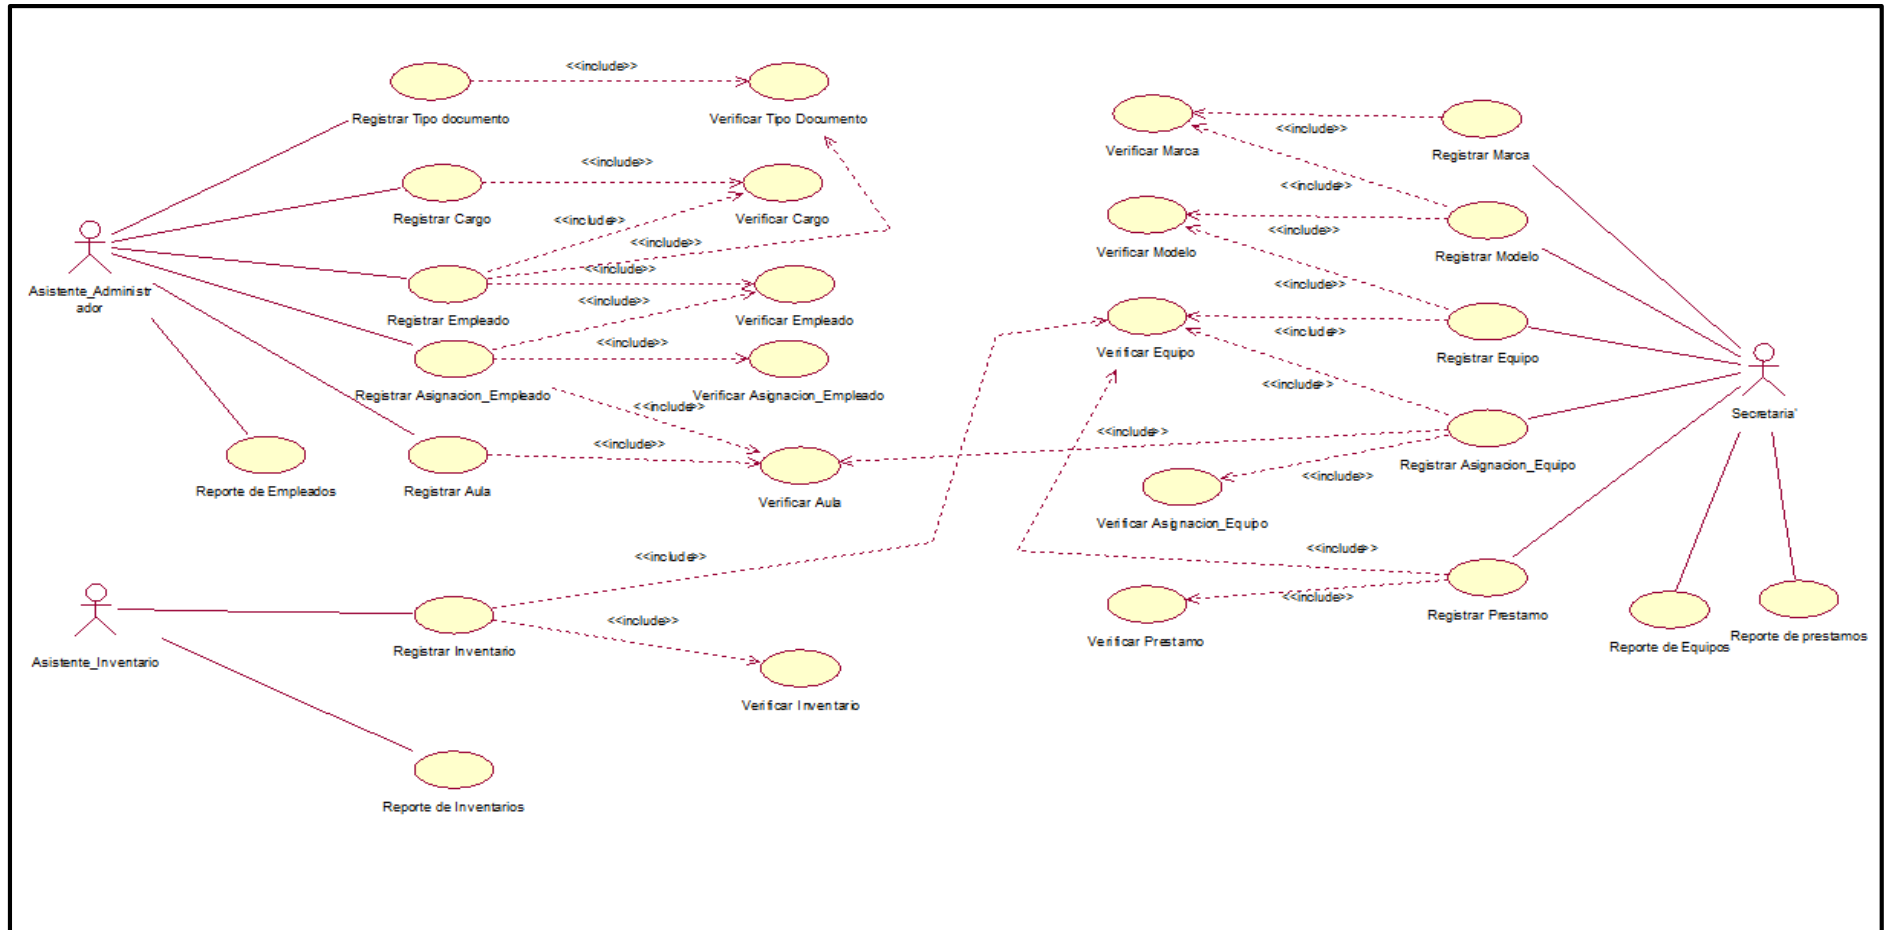 <<include>>
Registrar Tipo documento
Verificar Tipo Documento
<<include>>
Registrar Cargo
Verificar Cargo
<<include>>
<<include>>
<<include>>
Asistente_Administr
ador
Registrar Empleado
Verificar Empleado
<<include>>
<<include>>
Registrar Asignacion_Empleado
Verificar Asignacion_Empleado
<<include>>
<<include>>
Reporte de Empleados
Registrar Aula
Verificar Aula
<<include>>
<<include>>
Asistente_Inventario
Registrar Inventario
Verificar Inventario
Reporte de Inventarios
<<include>>
Verificar Marca
Registrar Marca
<<include>>
<<include>>
Verificar Modelo
Registrar Modelo
<<include>>
<<include>>
Verificar Equipo
Registrar Equipo
<<include>>
Secretaria'
<<include>>
Registrar Asignacion_Equipo
<<include>>
Verificar Asignacion_Equipo
<<include>>
<<include>>
Registrar Prestamo
Verificar Prestamo
Reporte de Equipos
Reporte de prestamos